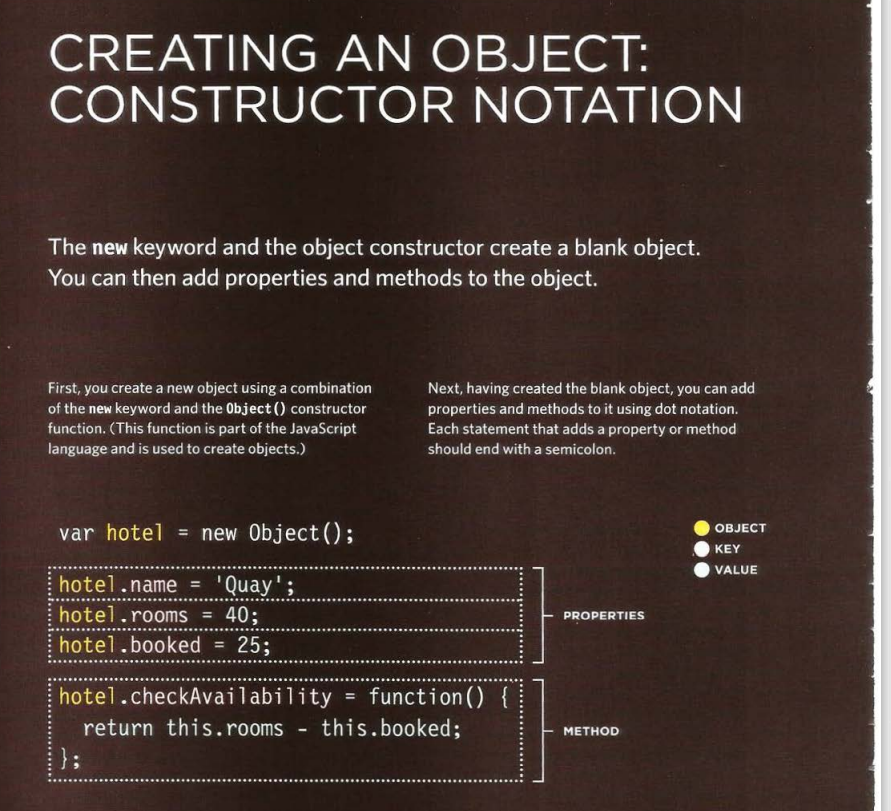 CREATING AN OBJECT:
CONSTRUCTOR NOTATION
The new keyword and the object constructor create a blank object.
You can then add properties and methods to the object.
First, you create a new object using a combination
of the new keyword and the Object() constructor
function. (This function is part of the JavaScript
language and is used to create objects.)
Next, having created the blank object, you can add
properties and methods to it using dot notation.
Each statement that adds a property or method
should end with a semicolon.
var hotel = new Object();
OBJECT
KEY
VALUE
hotel.name = 'Quay';
hotel.rooms = 40;
hotel.booked = 25;
PROPERTIES
hotel.checkAvailability = function() {
return this.rooms - this.booked;
};
METHOD